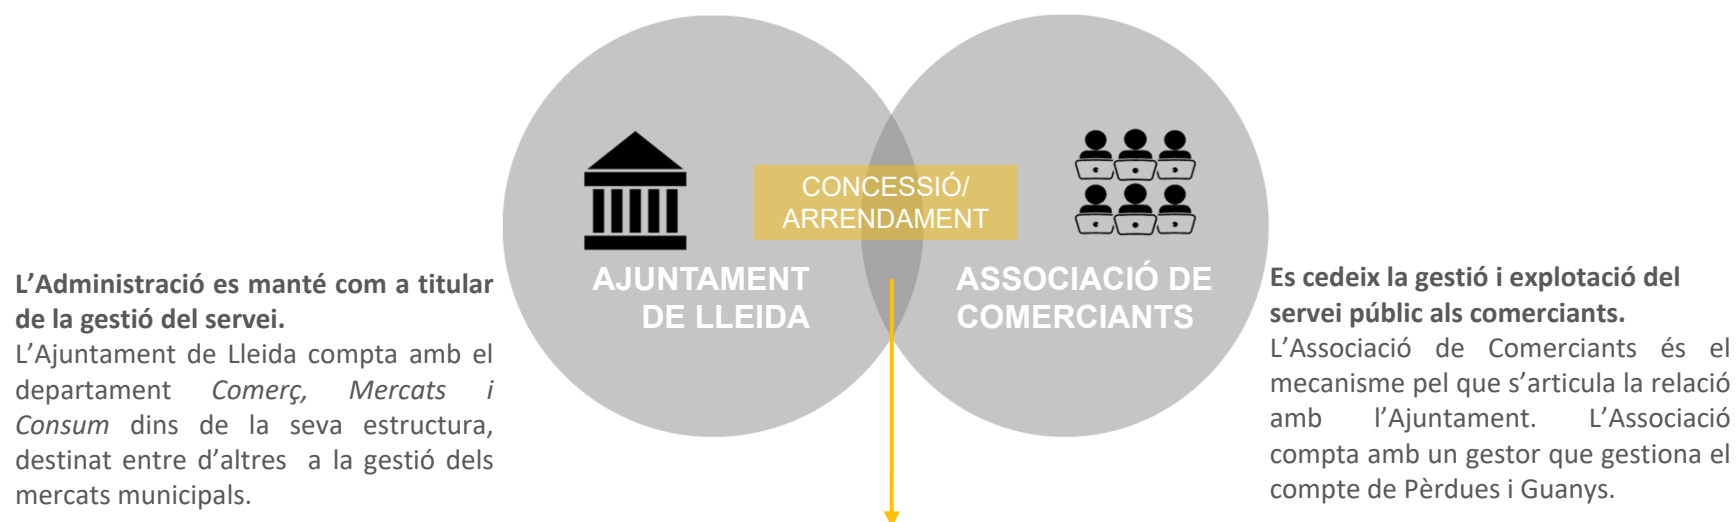 L’Administració es manté com a titular
de la gestió del servei.
L’Ajuntament de Lleida compta amb el
departament Comerç, Mercats i
Consum dins de la seva estructura,
destinat entre d’altres a la gestió dels
mercats municipals.
CONCESSIÓ/
ARRENDAMENT
AJUNTAMENT
DE LLEIDA
ASSOCIACIÓ DE
COMERCIANTS
Es cedeix la gestió i explotació del
servei públic als comerciants.
L’Associació de Comerciants és el
mecanisme pel que s’articula la relació
amb l’Ajuntament. L’Associació
compta amb un gestor que gestiona el
compte de Pèrdues i Guanys.